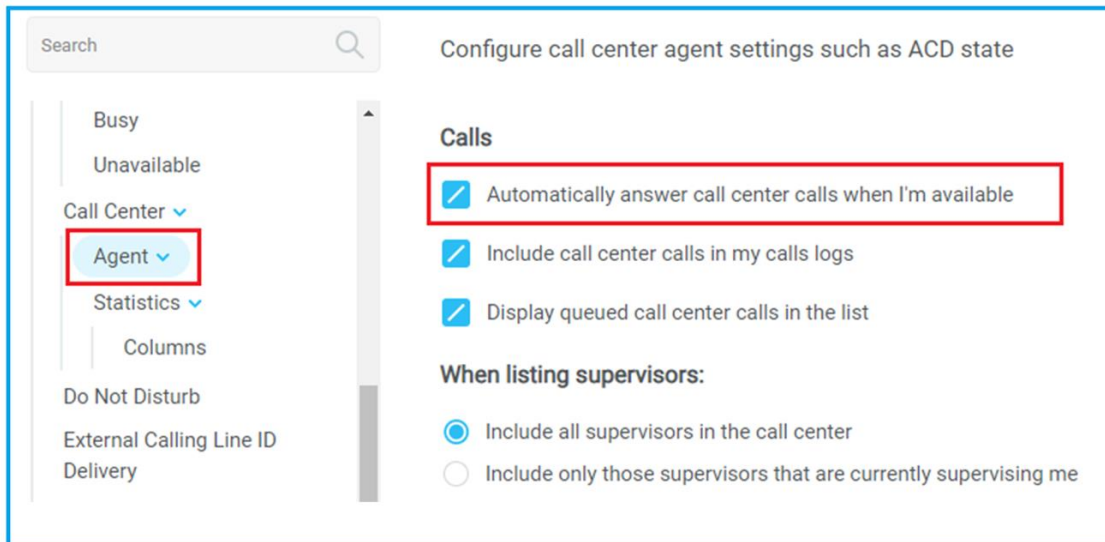 Search
Busy
Unavailable
Call Center
Agent
Statistics
Columns
Do Not Disturb
External Calling Line ID
Delivery
Configure call center agent settings such as ACD state
Calls
Automatically answer call center calls when I'm available
Include call center calls in my calls logs
Display queued call center calls in the list
When listing supervisors:
Include all supervisors in the call center
Include only those supervisors that are currently supervising me